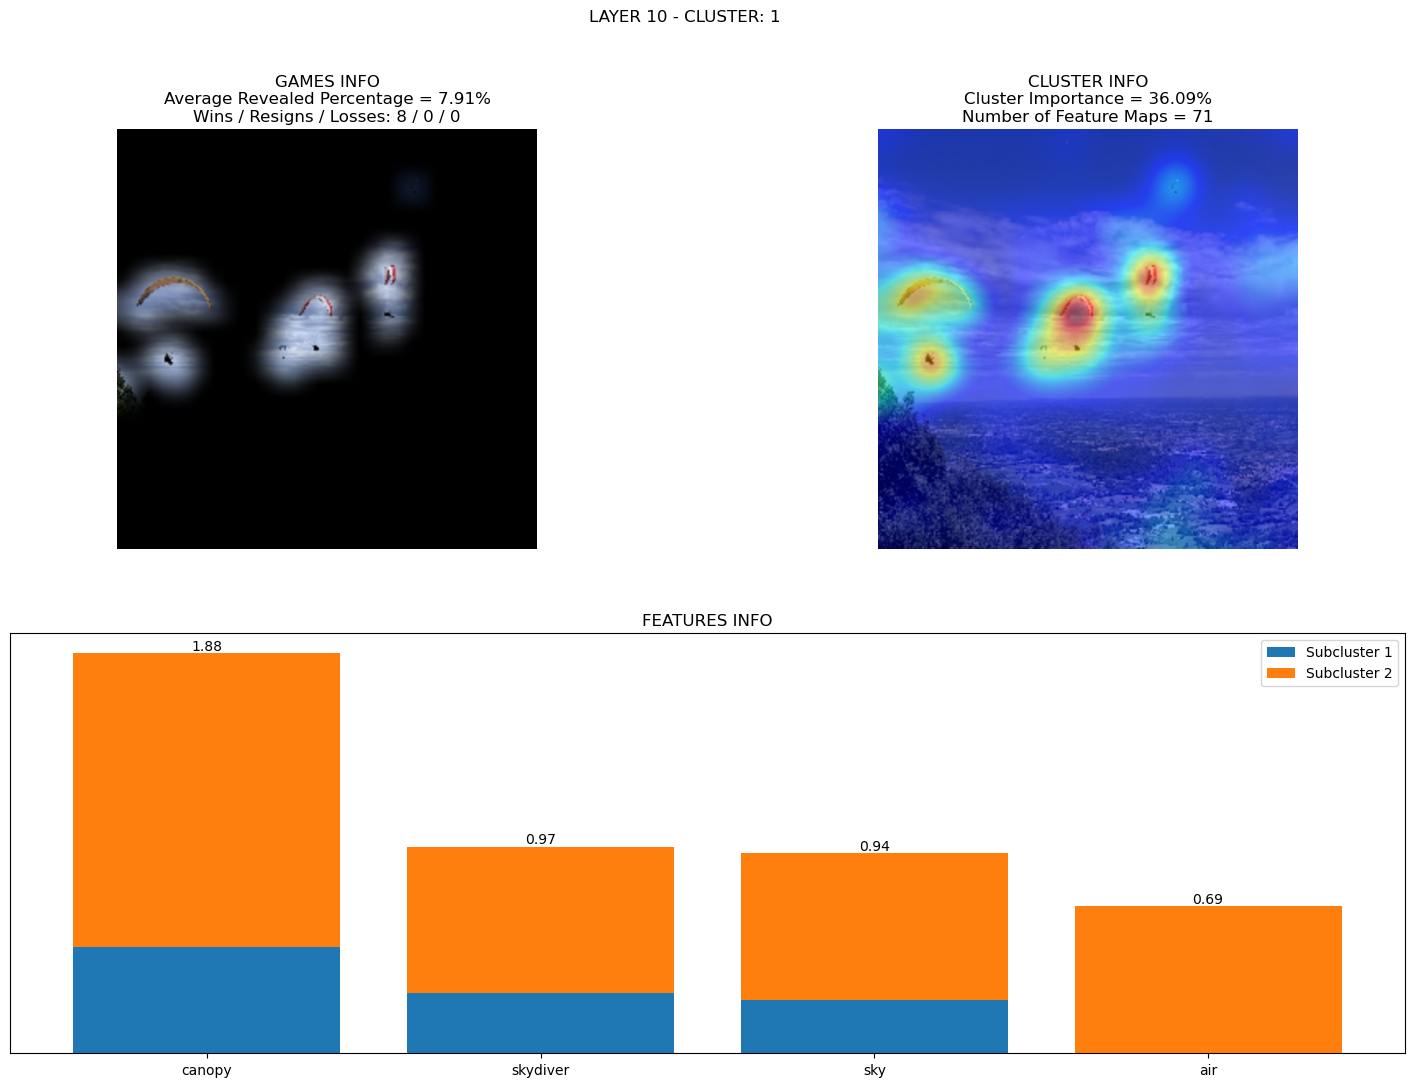 LAYER 10 - CLUSTER: 1
GAMES INFO
Average Revealed Percentage = 7.91%
Wins / Resigns / Losses: 8 / 0 / 0
CLUSTER INFO
Cluster Importance = 36.09%
Number of Feature Maps = 71
FEATURES INFO
Subcluster 1
Subcluster 2
1.88
0.97
0.94
0.69
canopy
skydiver
sky
air